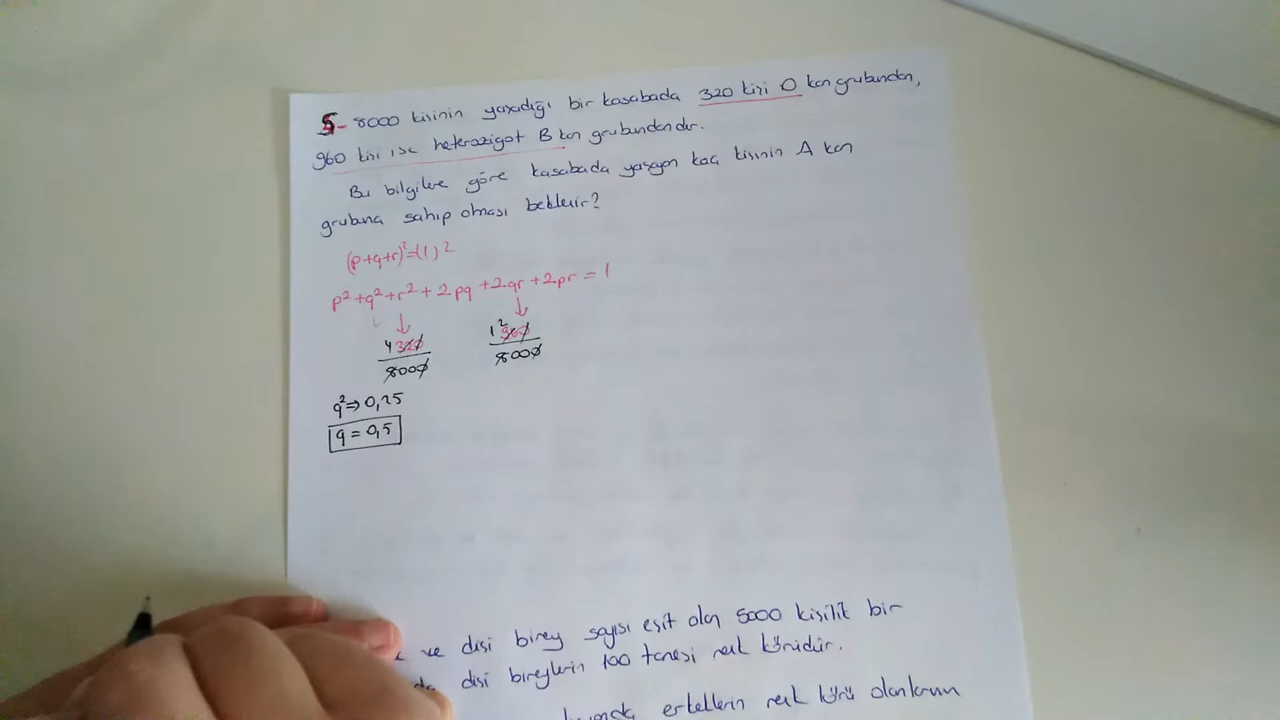 5- 8000 kişinin yaşadığı bir kasabada 320 kişi O kan grubundan,
960 kişi ise heterozigot B kan grubundandır.
Bu bilgilere göre kasabada yaşayan kaç kişinin A kan
grubuna sahip olması beklenir?
(p+q+r)²=(1)²
p²+q²+r²+2pq+2qr+2pr=1
4 320 12 960
8000 8000
q²⇒0,25
q=0,5
ve dişi birey sayısı eşit olan 5000 kişilik bir
da dişi bireylerin 100 tanesi renk körüdür.
erkeklerin renk körü olanların